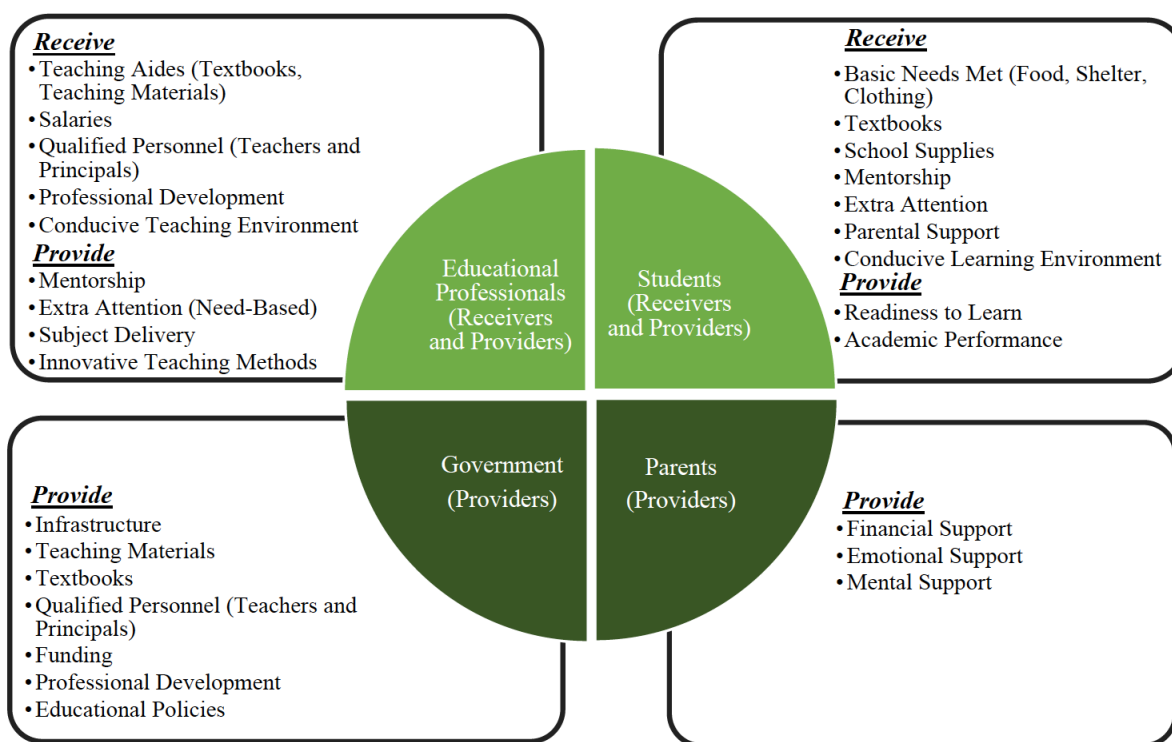 Receive
•Teaching Aides (Textbooks,
Teaching Materials)
•Salaries
•Qualified Personnel (Teachers and
Principals)
•Professional Development
•Conducive Teaching Environment
Provide
•Mentorship
•Extra Attention (Need-Based)
•Subject Delivery
•Innovative Teaching Methods
Receive
•Basic Needs Met (Food, Shelter,
Clothing)
•Textbooks
•School Supplies
•Mentorship
•Extra Attention
•Parental Support
•Conducive Learning Environment
Provide
•Readiness to Learn
•Academic Performance
Educational
Professionals
(Receivers
and Providers)
Students
(Receivers
and Providers)
Government
(Providers)
Parents
(Providers)
Provide
•Infrastructure
•Teaching Materials
•Textbooks
•Qualified Personnel (Teachers and
Principals)
•Funding
•Professional Development
•Educational Policies
Provide
•Financial Support
•Emotional Support
•Mental Support